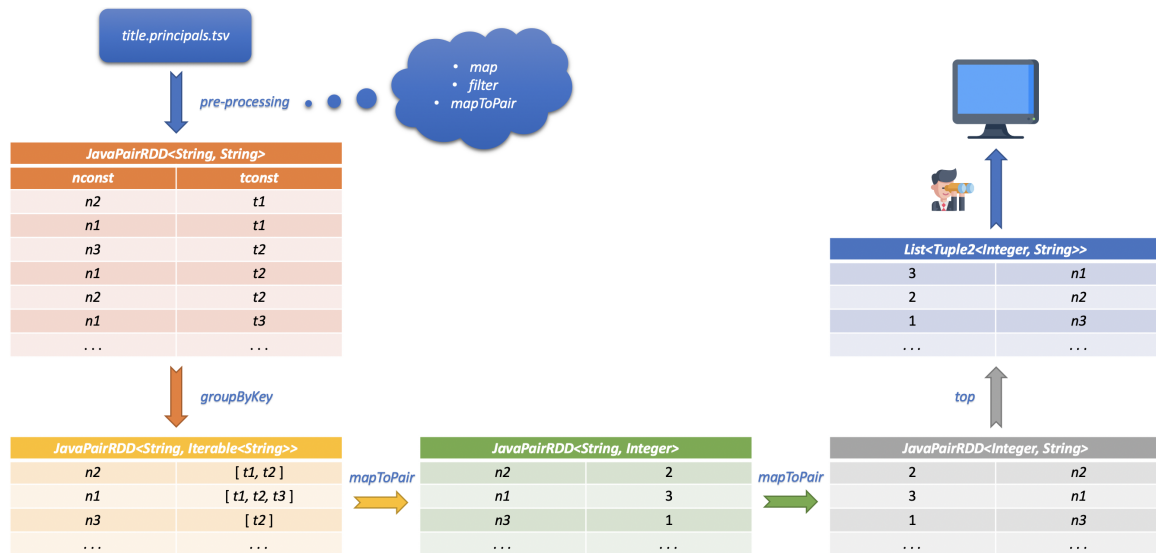 title.principals.tsv
• map
• filter
• mapToPair
pre-processing
JavaPairRDD<String, String>
nconst tconst
n2 t1
n1 t1
n3 t2
n1 t2
n2 t2
n1 t3
. . . . . .
groupByKey
JavaPairRDD<String, Iterable<String>>
n2 [ t1, t2 ]
n1 [ t1, t2, t3 ]
n3 [ t2 ]
. . . . . .
mapToPair
JavaPairRDD<String, Integer>
n2 2
n1 3
n3 1
. . . . . .
mapToPair
JavaPairRDD<Integer, String>
2 n2
3 n1
1 n3
. . . . . .
top
List<Tuple2<Integer, String>>
3 n1
2 n2
1 n3
. . . . . .